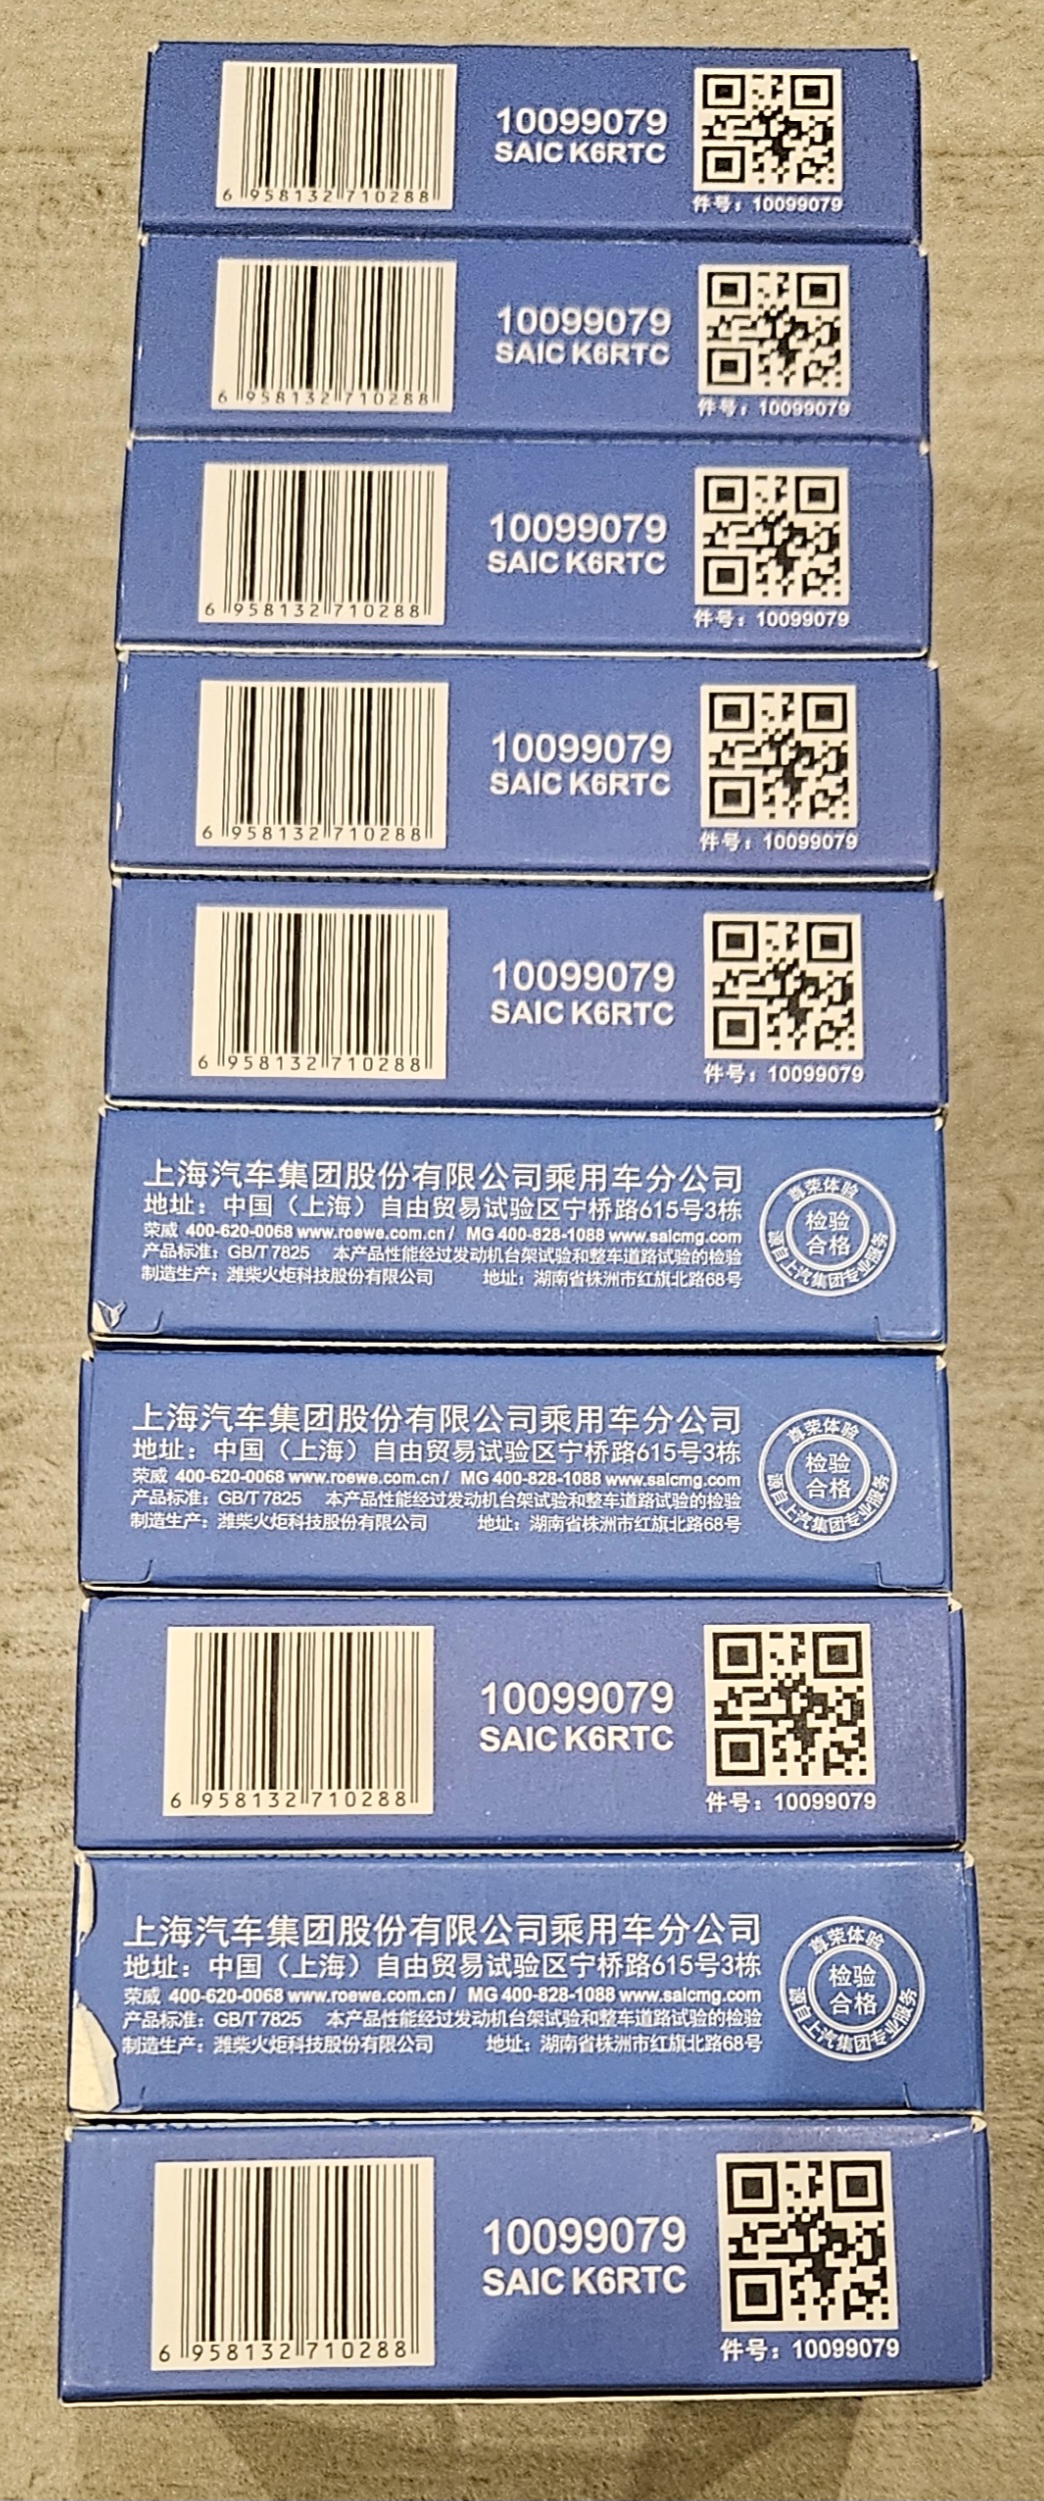 10099079
SAIC K6RTC
6 958132 710288
件号：10099079
10099079
SAIC K6RTC
6 958132 710288
件号：10099079
10099079
SAIC K6RTC
6 958132 710288
件号：10099079
10099079
SAIC K6RTC
6 958132 710288
件号：10099079
10099079
SAIC K6RTC
6 958132 710288
件号：10099079
上海汽车集团股份有限公司乘用车分公司
地址：中国（上海）自由贸易试验区宁桥路615号3栋
荣威 400-620-0068 www.roewe.com.cn / MG 400-828-1088 www.saicmg.com
产品标准：GB/T 7825 本产品性能经过发动机台架试验和整车道路试验的检验
制造生产：潍柴火炬科技股份有限公司 地址：湖南省株洲市红旗北路68号
尊荣体验
检验
合格
源自上汽集团专业服务
上海汽车集团股份有限公司乘用车分公司
地址：中国（上海）自由贸易试验区宁桥路615号3栋
荣威 400-620-0068 www.roewe.com.cn / MG 400-828-1088 www.saicmg.com
产品标准：GB/T 7825 本产品性能经过发动机台架试验和整车道路试验的检验
制造生产：潍柴火炬科技股份有限公司 地址：湖南省株洲市红旗北路68号
尊荣体验
检验
合格
源自上汽集团专业服务
10099079
SAIC K6RTC
6 958132 710288
件号：10099079
上海汽车集团股份有限公司乘用车分公司
地址：中国（上海）自由贸易试验区宁桥路615号3栋
荣威 400-620-0068 www.roewe.com.cn / MG 400-828-1088 www.saicmg.com
产品标准：GB/T 7825 本产品性能经过发动机台架试验和整车道路试验的检验
制造生产：潍柴火炬科技股份有限公司 地址：湖南省株洲市红旗北路68号
尊荣体验
检验
合格
源自上汽集团专业服务
10099079
SAIC K6RTC
6 958132 710288
件号：10099079